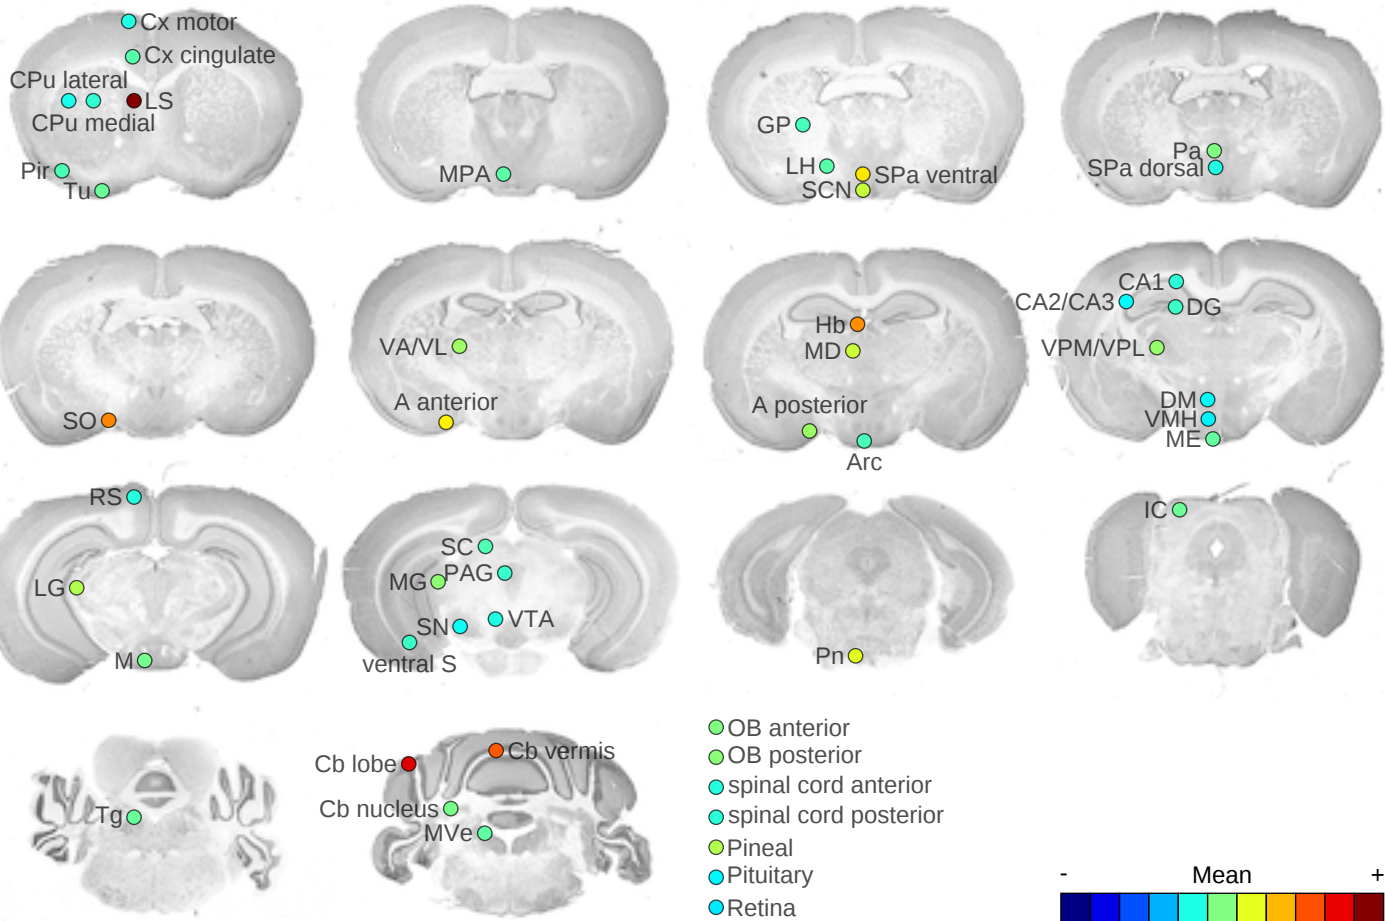 Cx motor
Cx cingulate
CPu lateral
LS
CPu medial
Pir
Tu
MPA
GP
LH
SPa ventral
SCN
Pa
SPa dorsal
SO
VA/VL
A anterior
Hb
MD
A posterior
Arc
CA1
CA2/CA3
DG
VPM/VPL
DM
VMH
ME
RS
LG
M
SC
MG
PAG
SN
VTA
ventral S
Pn
IC
Tg
Cb lobe
Cb vermis
Cb nucleus
MVe
OB anterior
OB posterior
spinal cord anterior
spinal cord posterior
Pineal
Pituitary
Retina
- Mean +